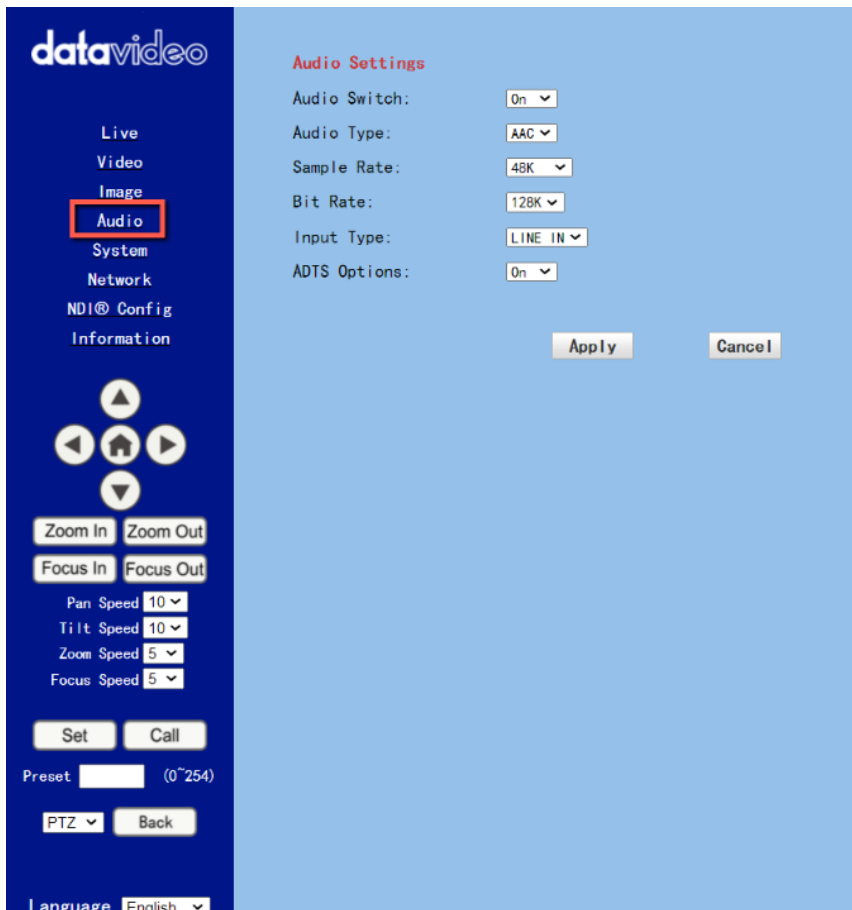 datavideo
Live
Video
Image
Audio
System
Network
NDI® Config
Information
Zoom In Zoom Out
Focus In Focus Out
Pan Speed 10
Tilt Speed 10
Zoom Speed 5
Focus Speed 5
Set Call
Preset (0~254)
PTZ Back
Language English
Audio Settings
Audio Switch: On
Audio Type: AAC
Sample Rate: 48K
Bit Rate: 128K
Input Type: LINE IN
ADTS Options: On
Apply Cancel